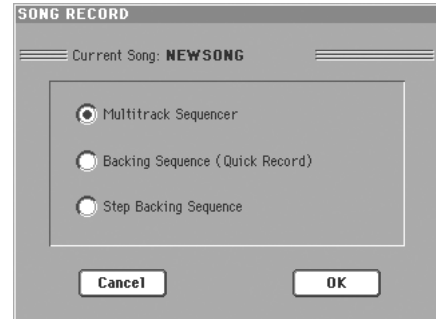 SONG RECORD
Current Song: NEWSONG
Multitrack Sequencer
Backing Sequence (Quick Record)
Step Backing Sequence
Cancel OK